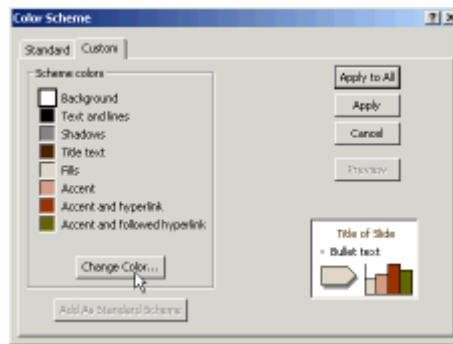 Color Scheme
Standard
Custom
Scheme colors
Background
Text and lines
Shadows
Title text
Fills
Accent
Accent and hyperlink
Accent and followed hyperlink
Change Color...
Add As Standard Scheme
Apply to All
Apply
Cancel
Preview
Title of Slide
• Bullet text